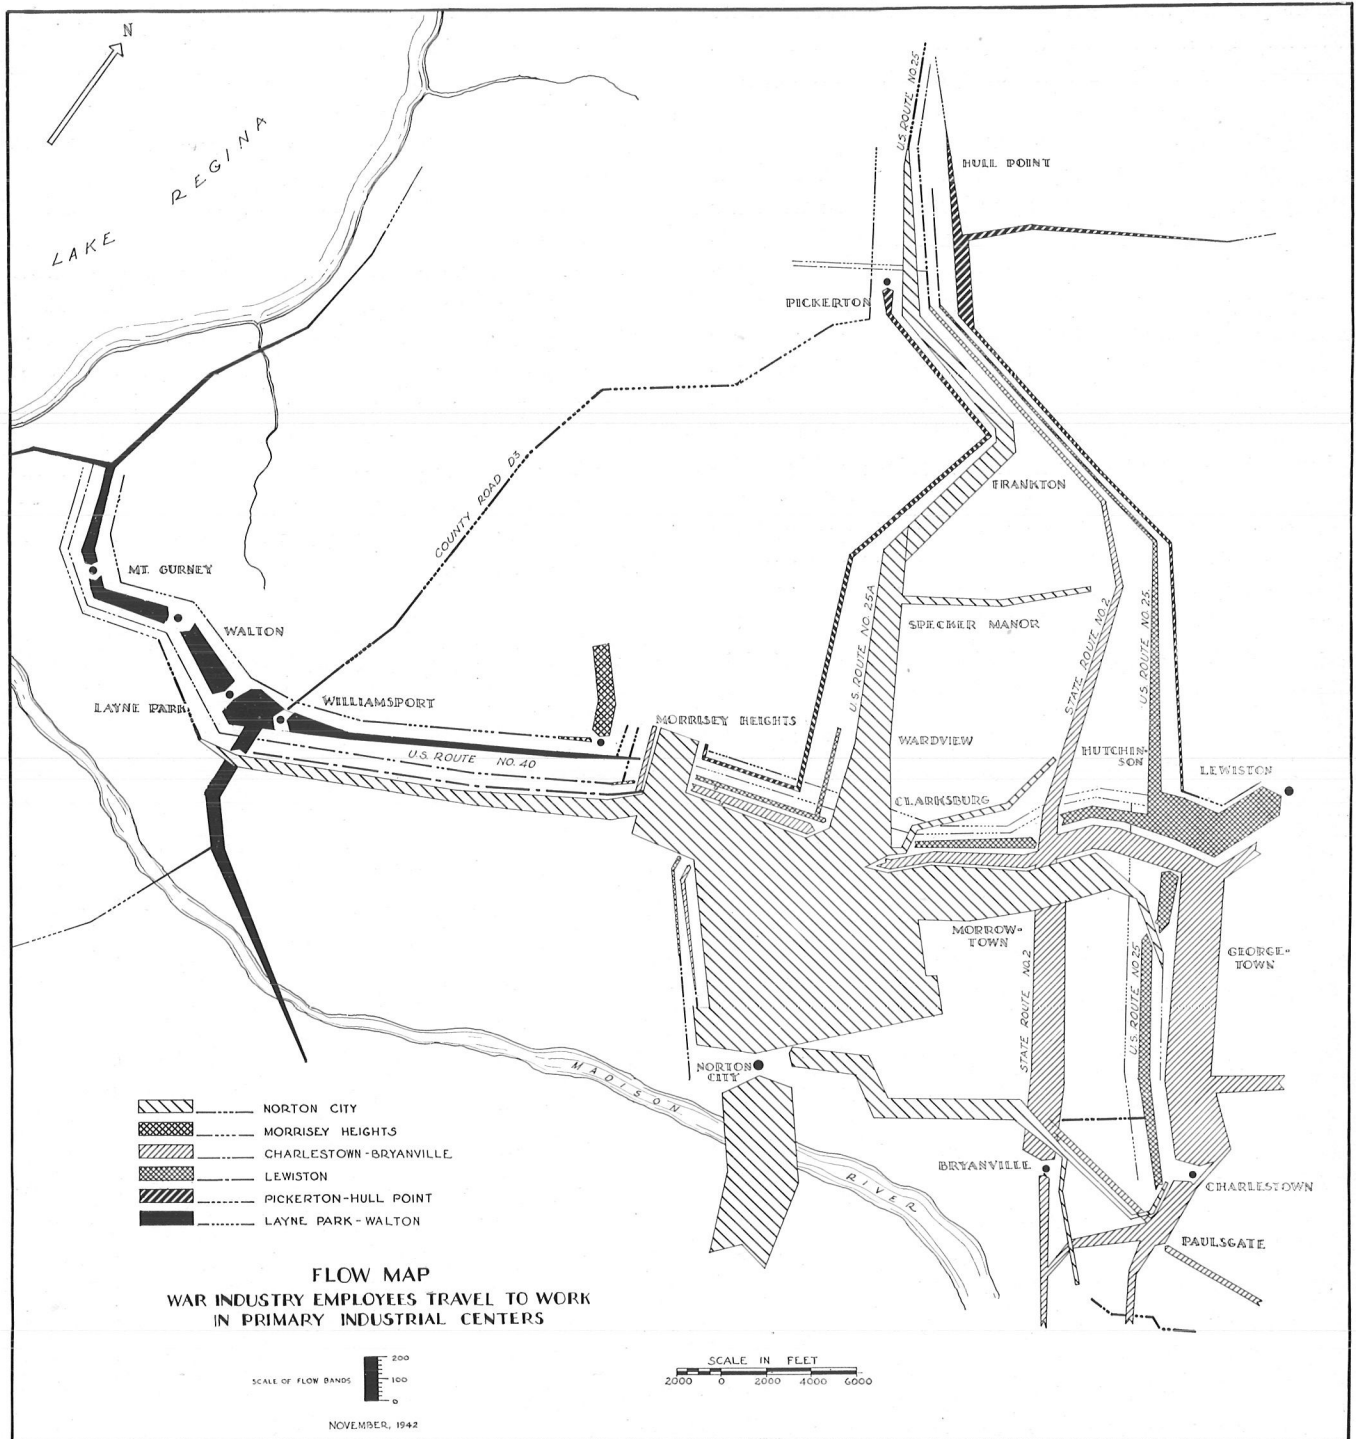 N
LAKE REGINA
U.S. ROUTE NO. 25
HULL POINT
PICKERTON
COUNTY ROAD D3
FRANKTON
MT. GURNEY
WALTON
SPECHER MANOR
U.S. ROUTE NO. 25A
STATE ROUTE NO. 2
U.S. ROUTE NO. 25
LAYNE PARK
WILLIAMSPORT
MORRISEY HEIGHTS
U.S. ROUTE NO. 40
WARDVIEW
HUTCHIN-
SON
LEWISTON
CLARKSBURG
MORROW-
TOWN
GEORGE-
TOWN
STATE ROUTE NO. 2
U.S. ROUTE NO. 25
NORTON
CITY
MADISON RIVER
BRYANVILLE
CHARLESTOWN
PAULSGATE
NORTON CITY
MORRISEY HEIGHTS
CHARLESTOWN-BRYANVILLE
LEWISTON
PICKERTON-HULL POINT
LAYNE PARK-WALTON
FLOW MAP
WAR INDUSTRY EMPLOYEES TRAVEL TO WORK
IN PRIMARY INDUSTRIAL CENTERS
200
SCALE OF FLOW BANDS 100
0
SCALE IN FEET
2000 0 2000 4000 6000
NOVEMBER, 1942